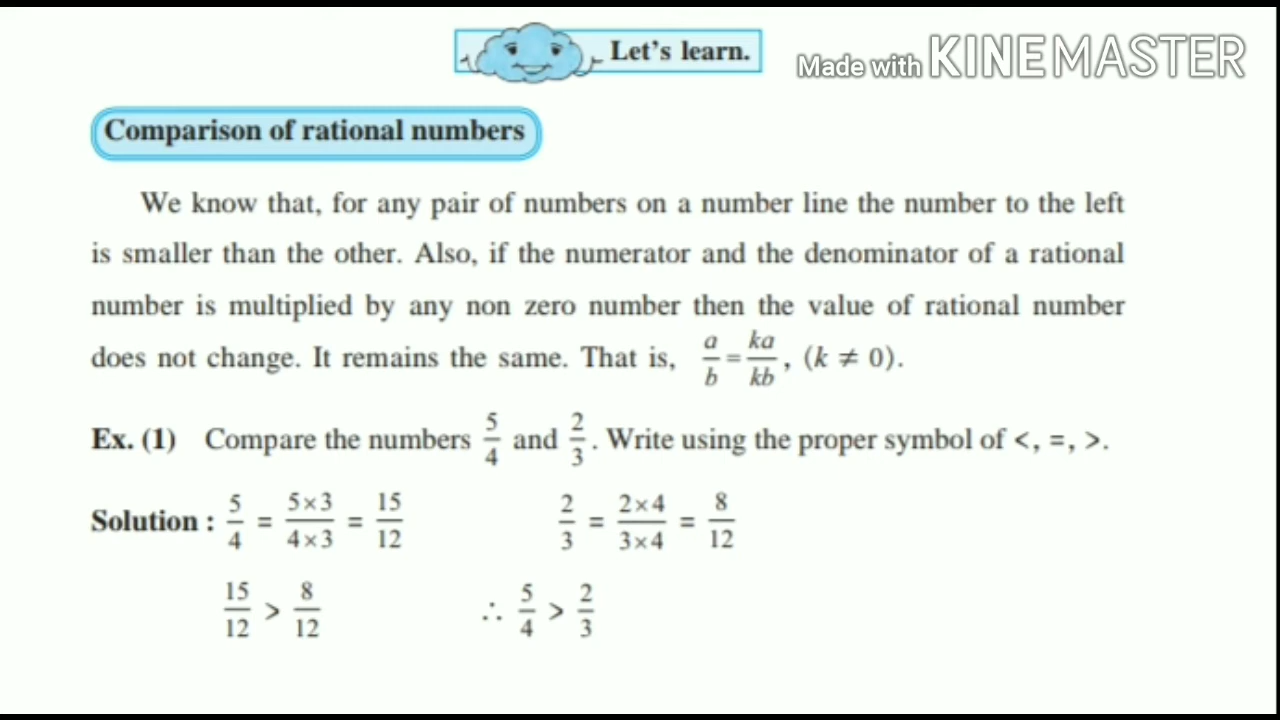 Let's learn.
Made with KINEMASTER
Comparison of rational numbers
We know that, for any pair of numbers on a number line the number to the left
is smaller than the other. Also, if the numerator and the denominator of a rational
number is multiplied by any non zero number then the value of rational number
does not change. It remains the same. That is, a/b = ka/kb, (k ≠ 0).
Ex. (1) Compare the numbers 5/4 and 2/3. Write using the proper symbol of <, =, >.
Solution : 5/4 = 5×3/4×3 = 15/12 2/3 = 2×4/3×4 = 8/12
15/12 > 8/12 ∴ 5/4 > 2/3